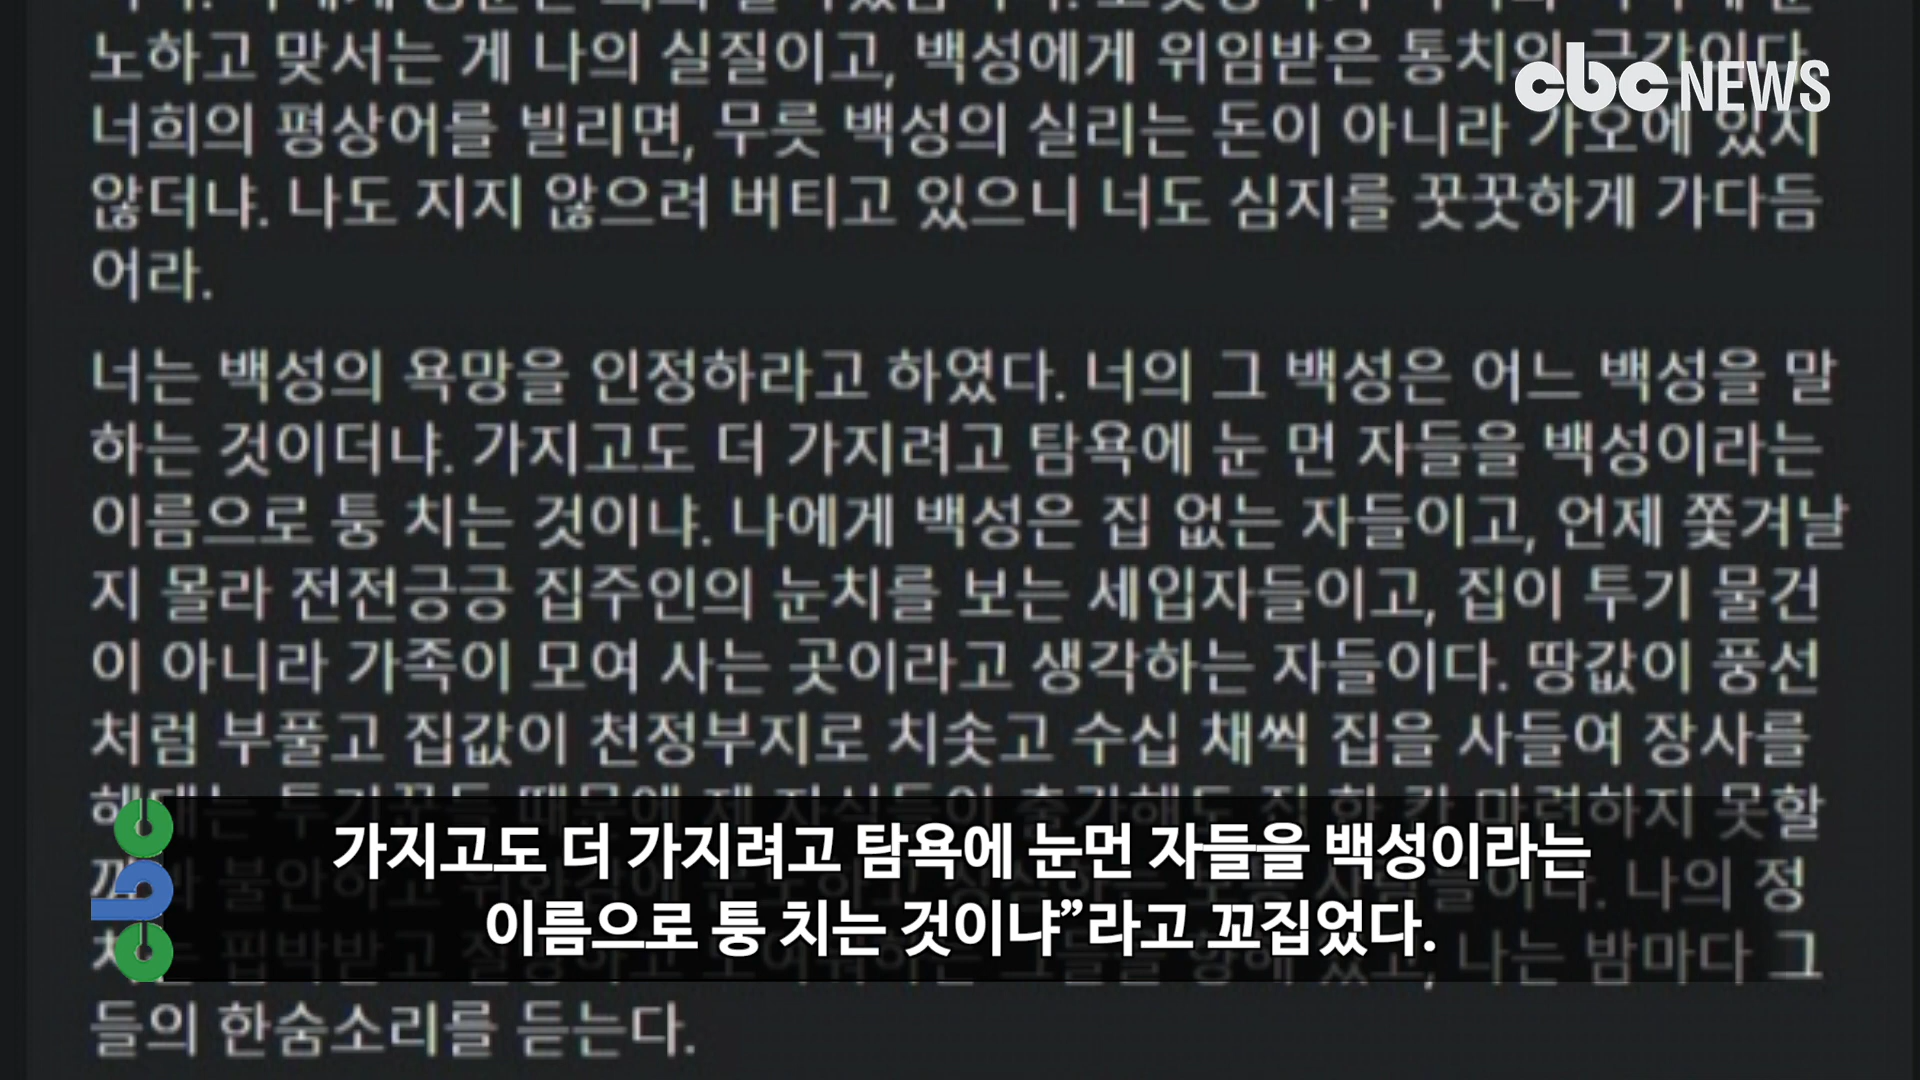 노하고 맞서는 게 나의 실질이고, 백성에게 위임받은 통치의 근간이다.
cbc NEWS
너희의 평상어를 빌리면, 무릇 백성의 실리는 돈이 아니라 가오에 있지
않더냐. 나도 지지 않으려 버티고 있으니 너도 심지를 꿋꿋하게 가다듬
어라.
너는 백성의 욕망을 인정하라고 하였다. 너의 그 백성은 어느 백성을 말
하는 것이더냐. 가지고도 더 가지려고 탐욕에 눈 먼 자들을 백성이라는
이름으로 퉁 치는 것이냐. 나에게 백성은 집 없는 자들이고, 언제 쫓겨날
지 몰라 전전긍긍 집주인의 눈치를 보는 세입자들이고, 집이 투기 물건
이 아니라 가족이 모여 사는 곳이라고 생각하는 자들이다. 땅값이 풍선
처럼 부풀고 집값이 천정부지로 치솟고 수십 채씩 집을 사들여 장사를
못할
나의 정
나는 밤마다 그
들의 한숨소리를 듣는다.
cbc
가지고도 더 가지려고 탐욕에 눈먼 자들을 백성이라는
이름으로 퉁 치는 것이냐”라고 꼬집었다.